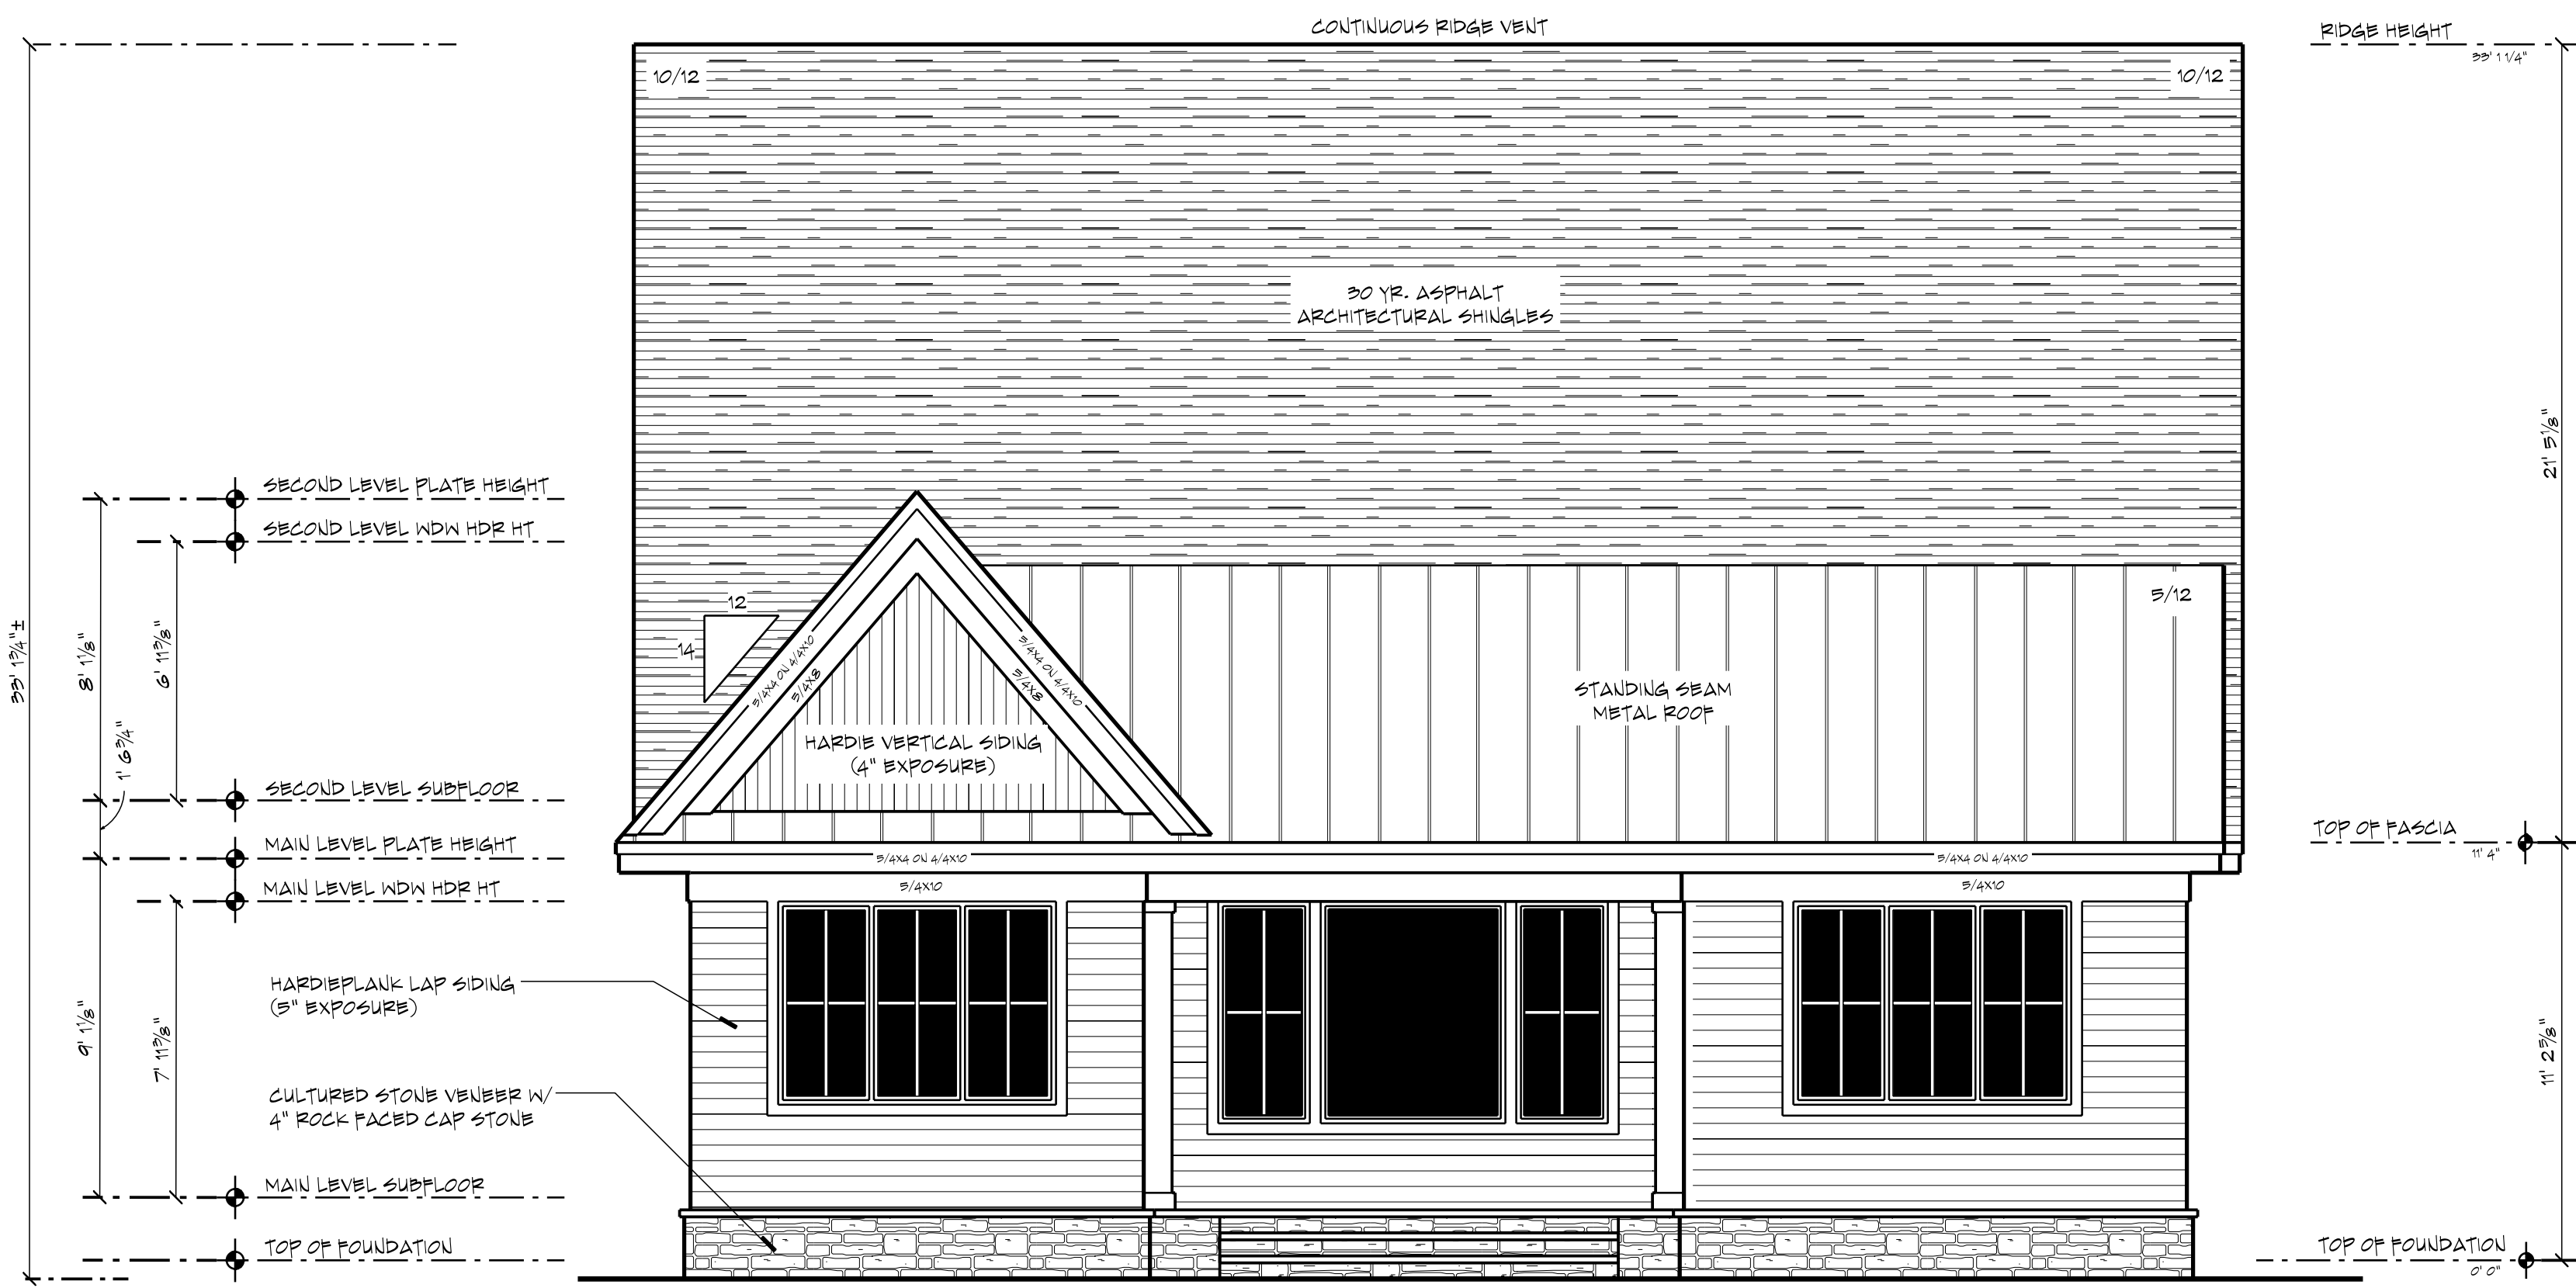 CONTINUOUS RIDGE VENT
RIDGE HEIGHT
33' 1 1/4"
10/12
10/12
30 YR. ASPHALT
ARCHITECTURAL SHINGLES
21' 5 1/8"
SECOND LEVEL PLATE HEIGHT
SECOND LEVEL WDW HDR HT
12
14
5/12
33' 1 3/4"±
8' 1 1/8"
6' 11 3/8"
1' 6 3/4"
5/4X4 ON 4/4X10
5/4X8
5/4X4 ON 4/4X10
5/4X8
STANDING SEAM
METAL ROOF
HARDIE VERTICAL SIDING
(4" EXPOSURE)
SECOND LEVEL SUBFLOOR
MAIN LEVEL PLATE HEIGHT
TOP OF FASCIA
11' 4"
5/4X4 ON 4/4X10
5/4X4 ON 4/4X10
MAIN LEVEL WDW HDR HT
5/4X10
5/4X10
HARDIEPLANK LAP SIDING
(5" EXPOSURE)
9' 1 1/8"
7' 11 3/8"
11' 2 5/8"
CULTURED STONE VENEER W/
4" ROCK FACED CAP STONE
MAIN LEVEL SUBFLOOR
TOP OF FOUNDATION
TOP OF FOUNDATION
0' 0"